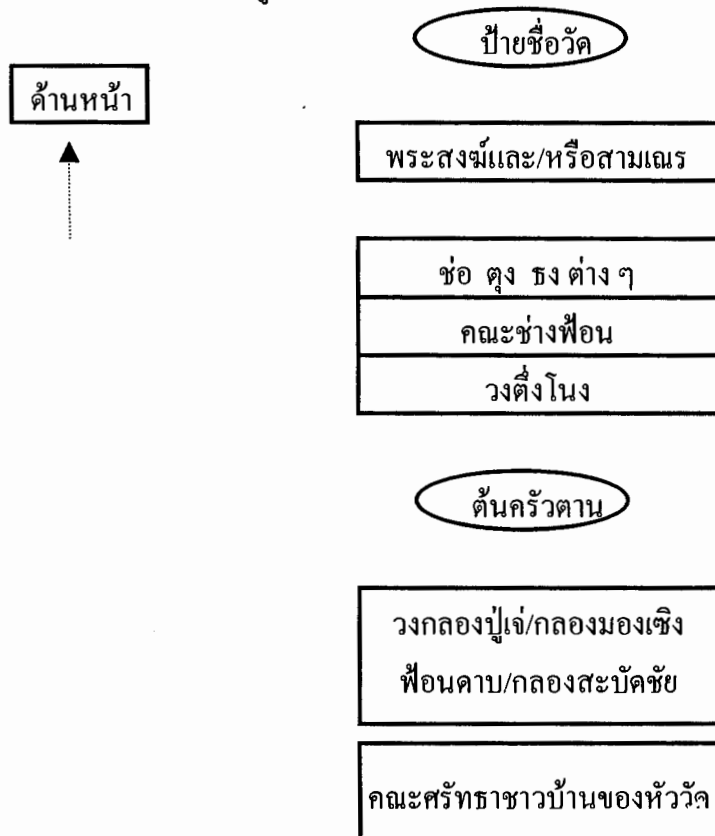 ป้ายชื่อวัด
ด้านหน้า
พระสงฆ์และ/หรือสามเณร
ช่อ ตุง ธง ต่าง ๆ
คณะช่างฟ้อน
วงตึ่งโนง
ต้นครัวตาน
วงกลองปู่เจ่/กลองมองเซิง
ฟ้อนดาบ/กลองสะบัดชัย
คณะศรัทธาชาวบ้านของหัววัด